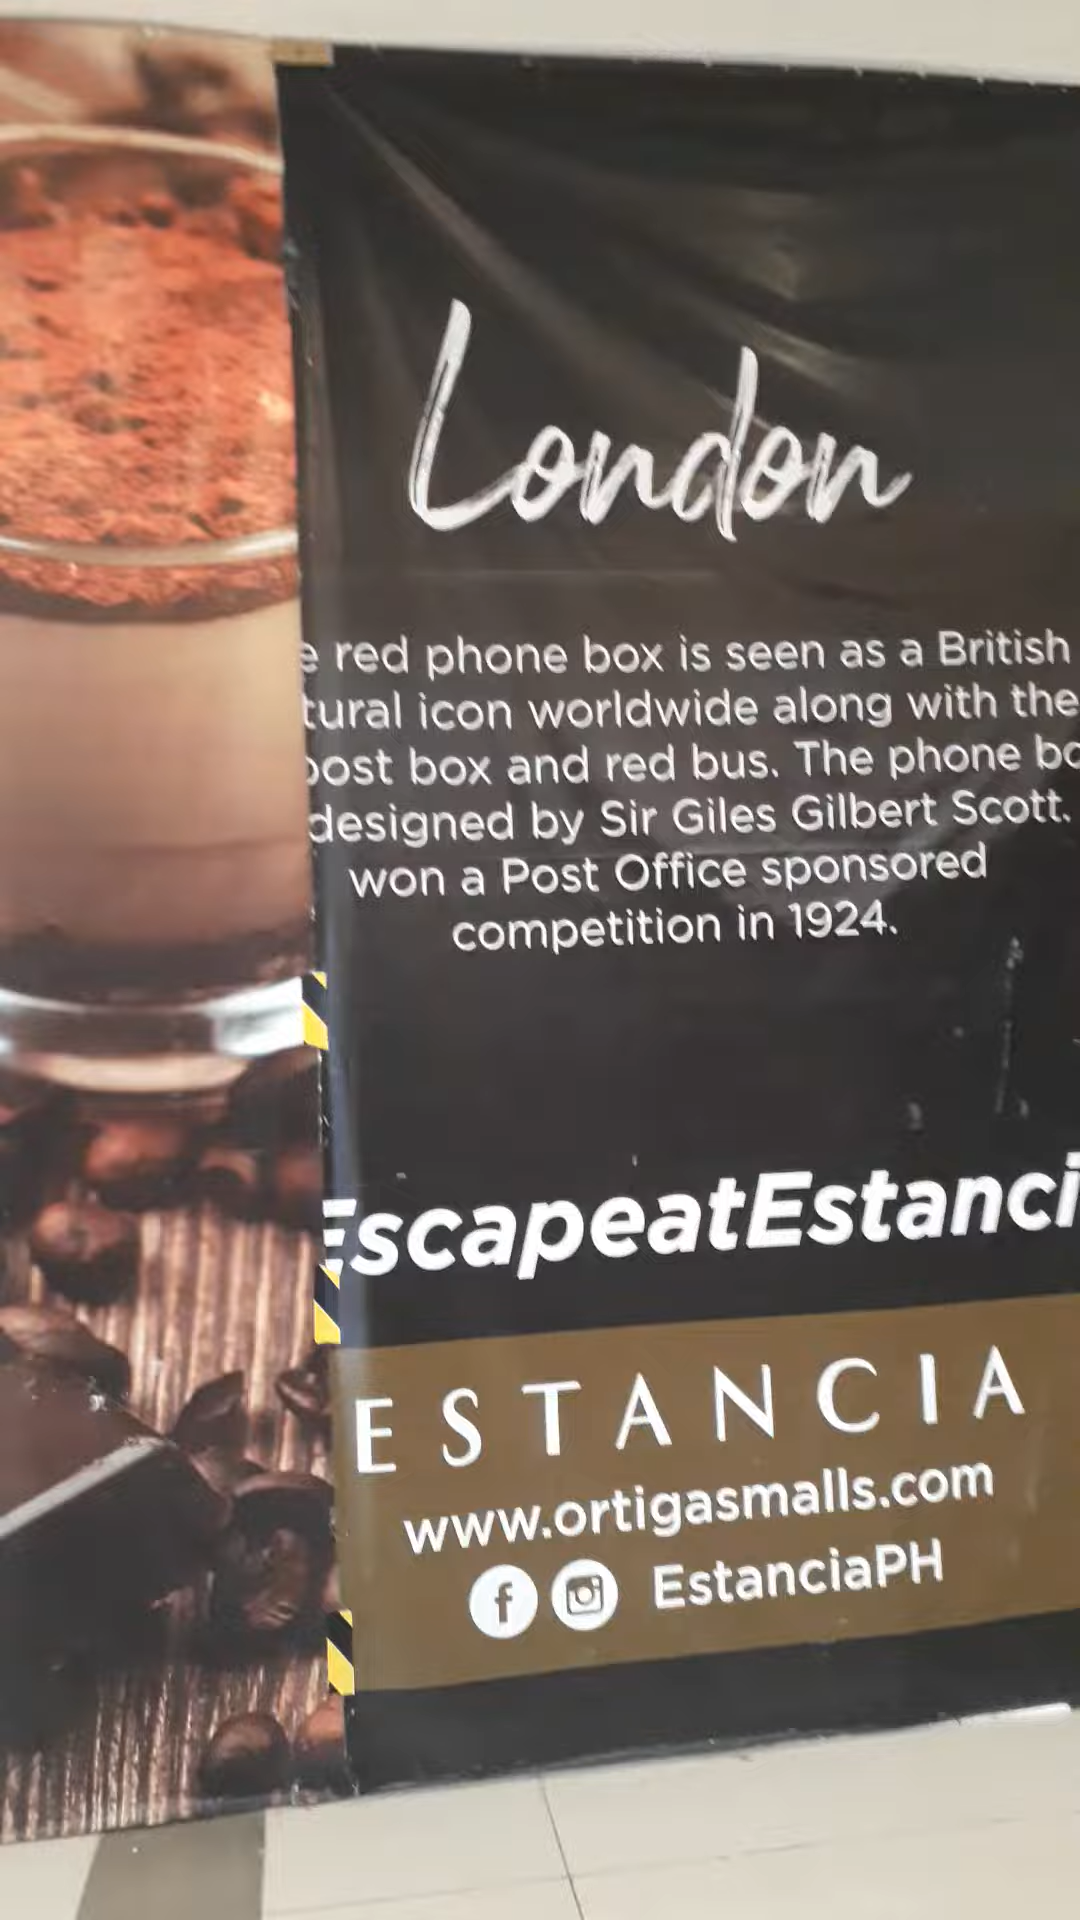 London
e red phone box is seen as a British
tural icon worldwide along with the
post box and red bus. The phone bo
designed by Sir Giles Gilbert Scott.
won a Post Office sponsored
competition in 1924.
EscapeatEstanci
ESTANCIA
www.ortigasmalls.com
EstanciaPH